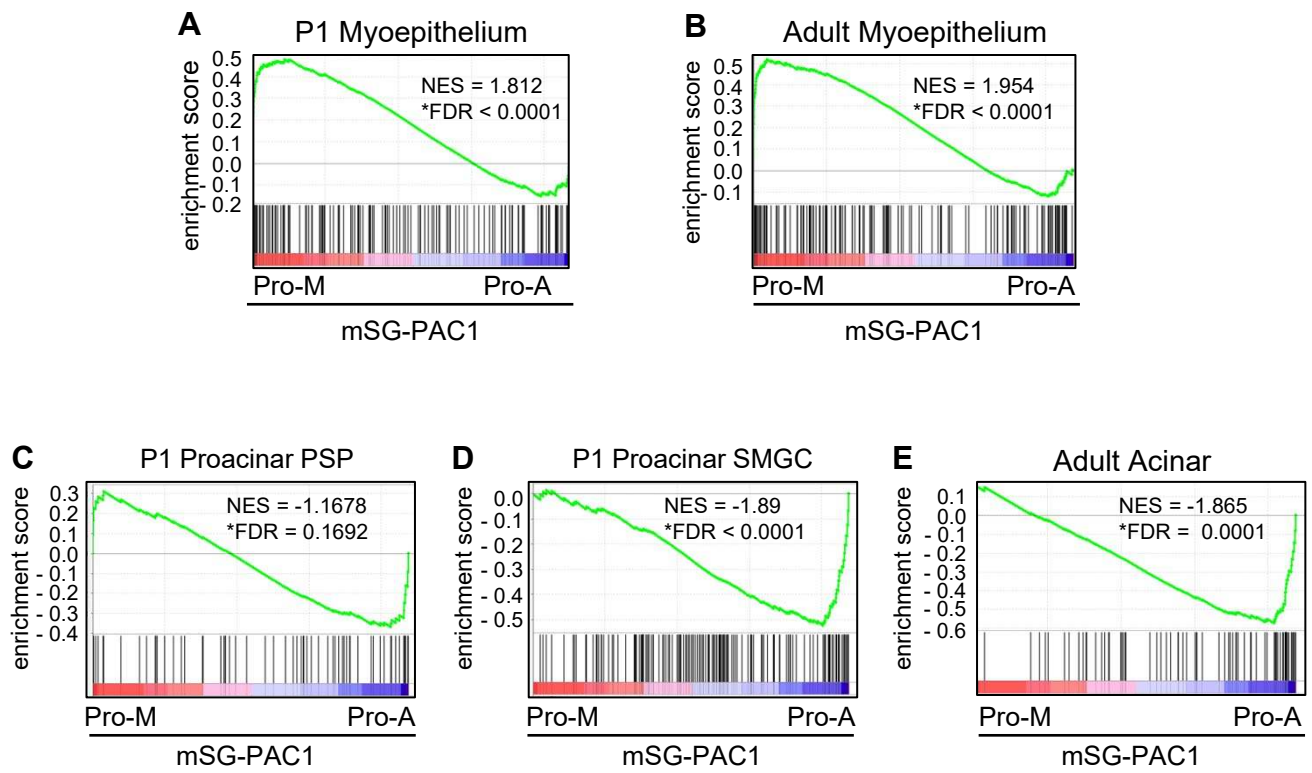 A
P1 Myoepithelium
enrichment score
0.5
0.4
0.3
0.2
0.1
0.0
- 0.1
- 0.2
NES = 1.812
*FDR < 0.0001
Pro-M Pro-A
mSG-PAC1
B
Adult Myoepithelium
enrichment score
0.5
0.4
0.3
0.2
0.1
0.0
- 0.1
NES = 1.954
*FDR < 0.0001
Pro-M Pro-A
mSG-PAC1
C
P1 Proacinar PSP
enrichment score
0.3
0.2
0.1
0.0
- 0.1
- 0.2
- 0.3
- 0.4
NES = -1.1678
*FDR = 0.1692
Pro-M Pro-A
mSG-PAC1
D
P1 Proacinar SMGC
enrichment score
0.0
- 0.1
- 0.2
- 0.3
- 0.4
- 0.5
NES = -1.89
*FDR < 0.0001
Pro-M Pro-A
mSG-PAC1
E
Adult Acinar
enrichment score
0.1
0.0
- 0.1
- 0.2
- 0.3
- 0.4
- 0.5
- 0.6
NES = -1.865
*FDR = 0.0001
Pro-M Pro-A
mSG-PAC1